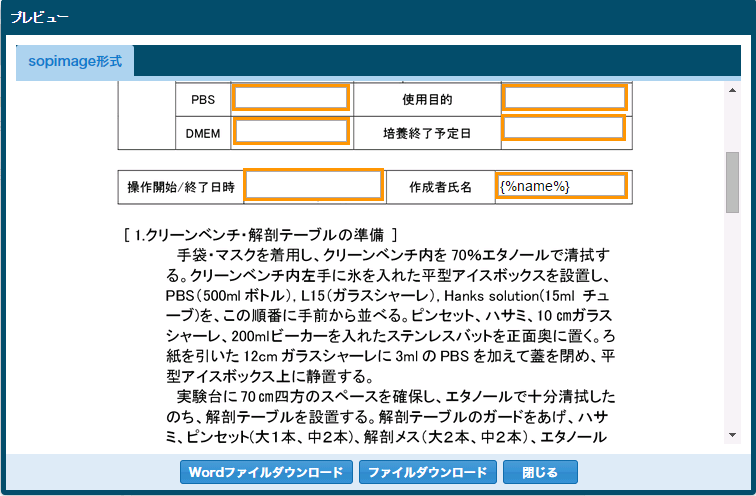 プレビュー
sopimage形式
PBS 使用目的
DMEM 培養終了予定日
操作開始/終了日時 作成者氏名 {%name%}
[ 1.クリーンベンチ・解剖テーブルの準備 ]
手袋・マスクを着用し、クリーンベンチ内を 70%エタノールで清拭す
る。クリーンベンチ内左手に氷を入れた平型アイスボックスを設置し、
PBS（500ml ボトル）, L15（ガラスシャーレ）, Hanks solution(15ml チュ
ーブ)を、この順番に手前から並べる。ピンセット、ハサミ、10 ㎝ガラス
シャーレ、200mlビーカーを入れたステンレスバットを正面奥に置く。ろ
紙を引いた 12cm ガラスシャーレに 3ml の PBS を加えて蓋を閉め、平
型アイスボックス上に静置する。
実験台に 70 ㎝四方のスペースを確保し、エタノールで十分清拭した
のち、解剖テーブルを設置する。解剖テーブルのガードをあげ、ハサ
ミ、ピンセット（大１本、中２本）、解剖メス（大２本、中２本）、エタノール
Wordファイルダウンロード ファイルダウンロード 閉じる